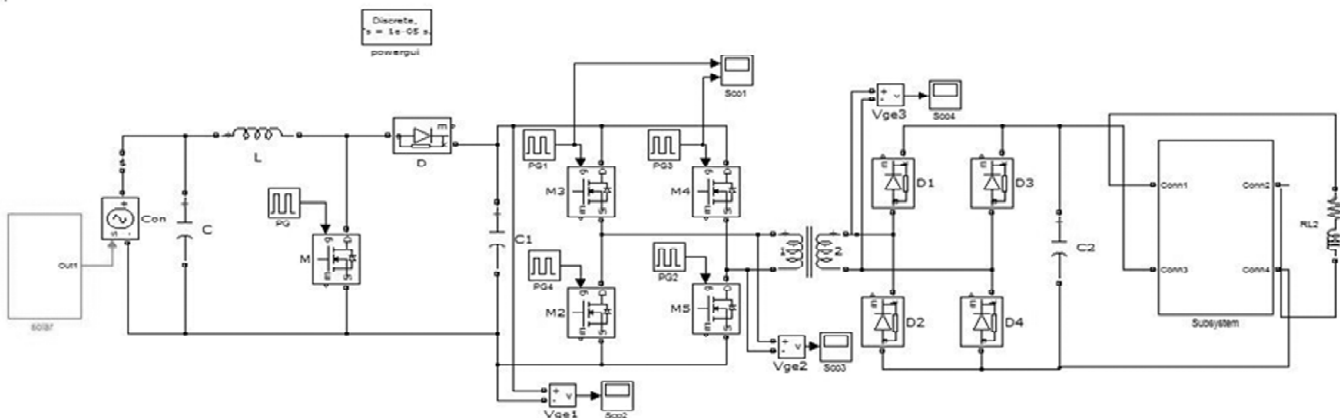 Discrete,
s = 1e-05 s.
powergui
Sco1
Vge3
Sco4
L
D
m
PG1
PG3
M3
M4
D1
D3
Conn1
Conn2
RL2
Con
C
PG
M
C1
1
2
C2
Out1
PG4
PG2
M2
M5
Conn3
Conn4
solar
D2
D4
Subsystem
Vge2
Sco3
Vge1
Sco2